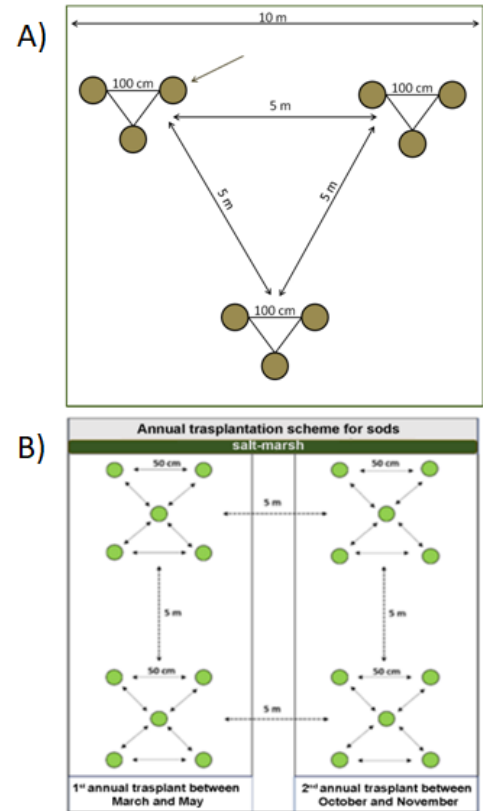 A)
10 m
100 cm
100 cm
5 m
5 m
5 m
100 cm
B)
Annual trasplantation scheme for sods
salt-marsh
50 cm
50 cm
5 m
5 m
5 m
50 cm
50 cm
5 m
1st annual trasplant between
March and May
2nd annual trasplant between
October and November